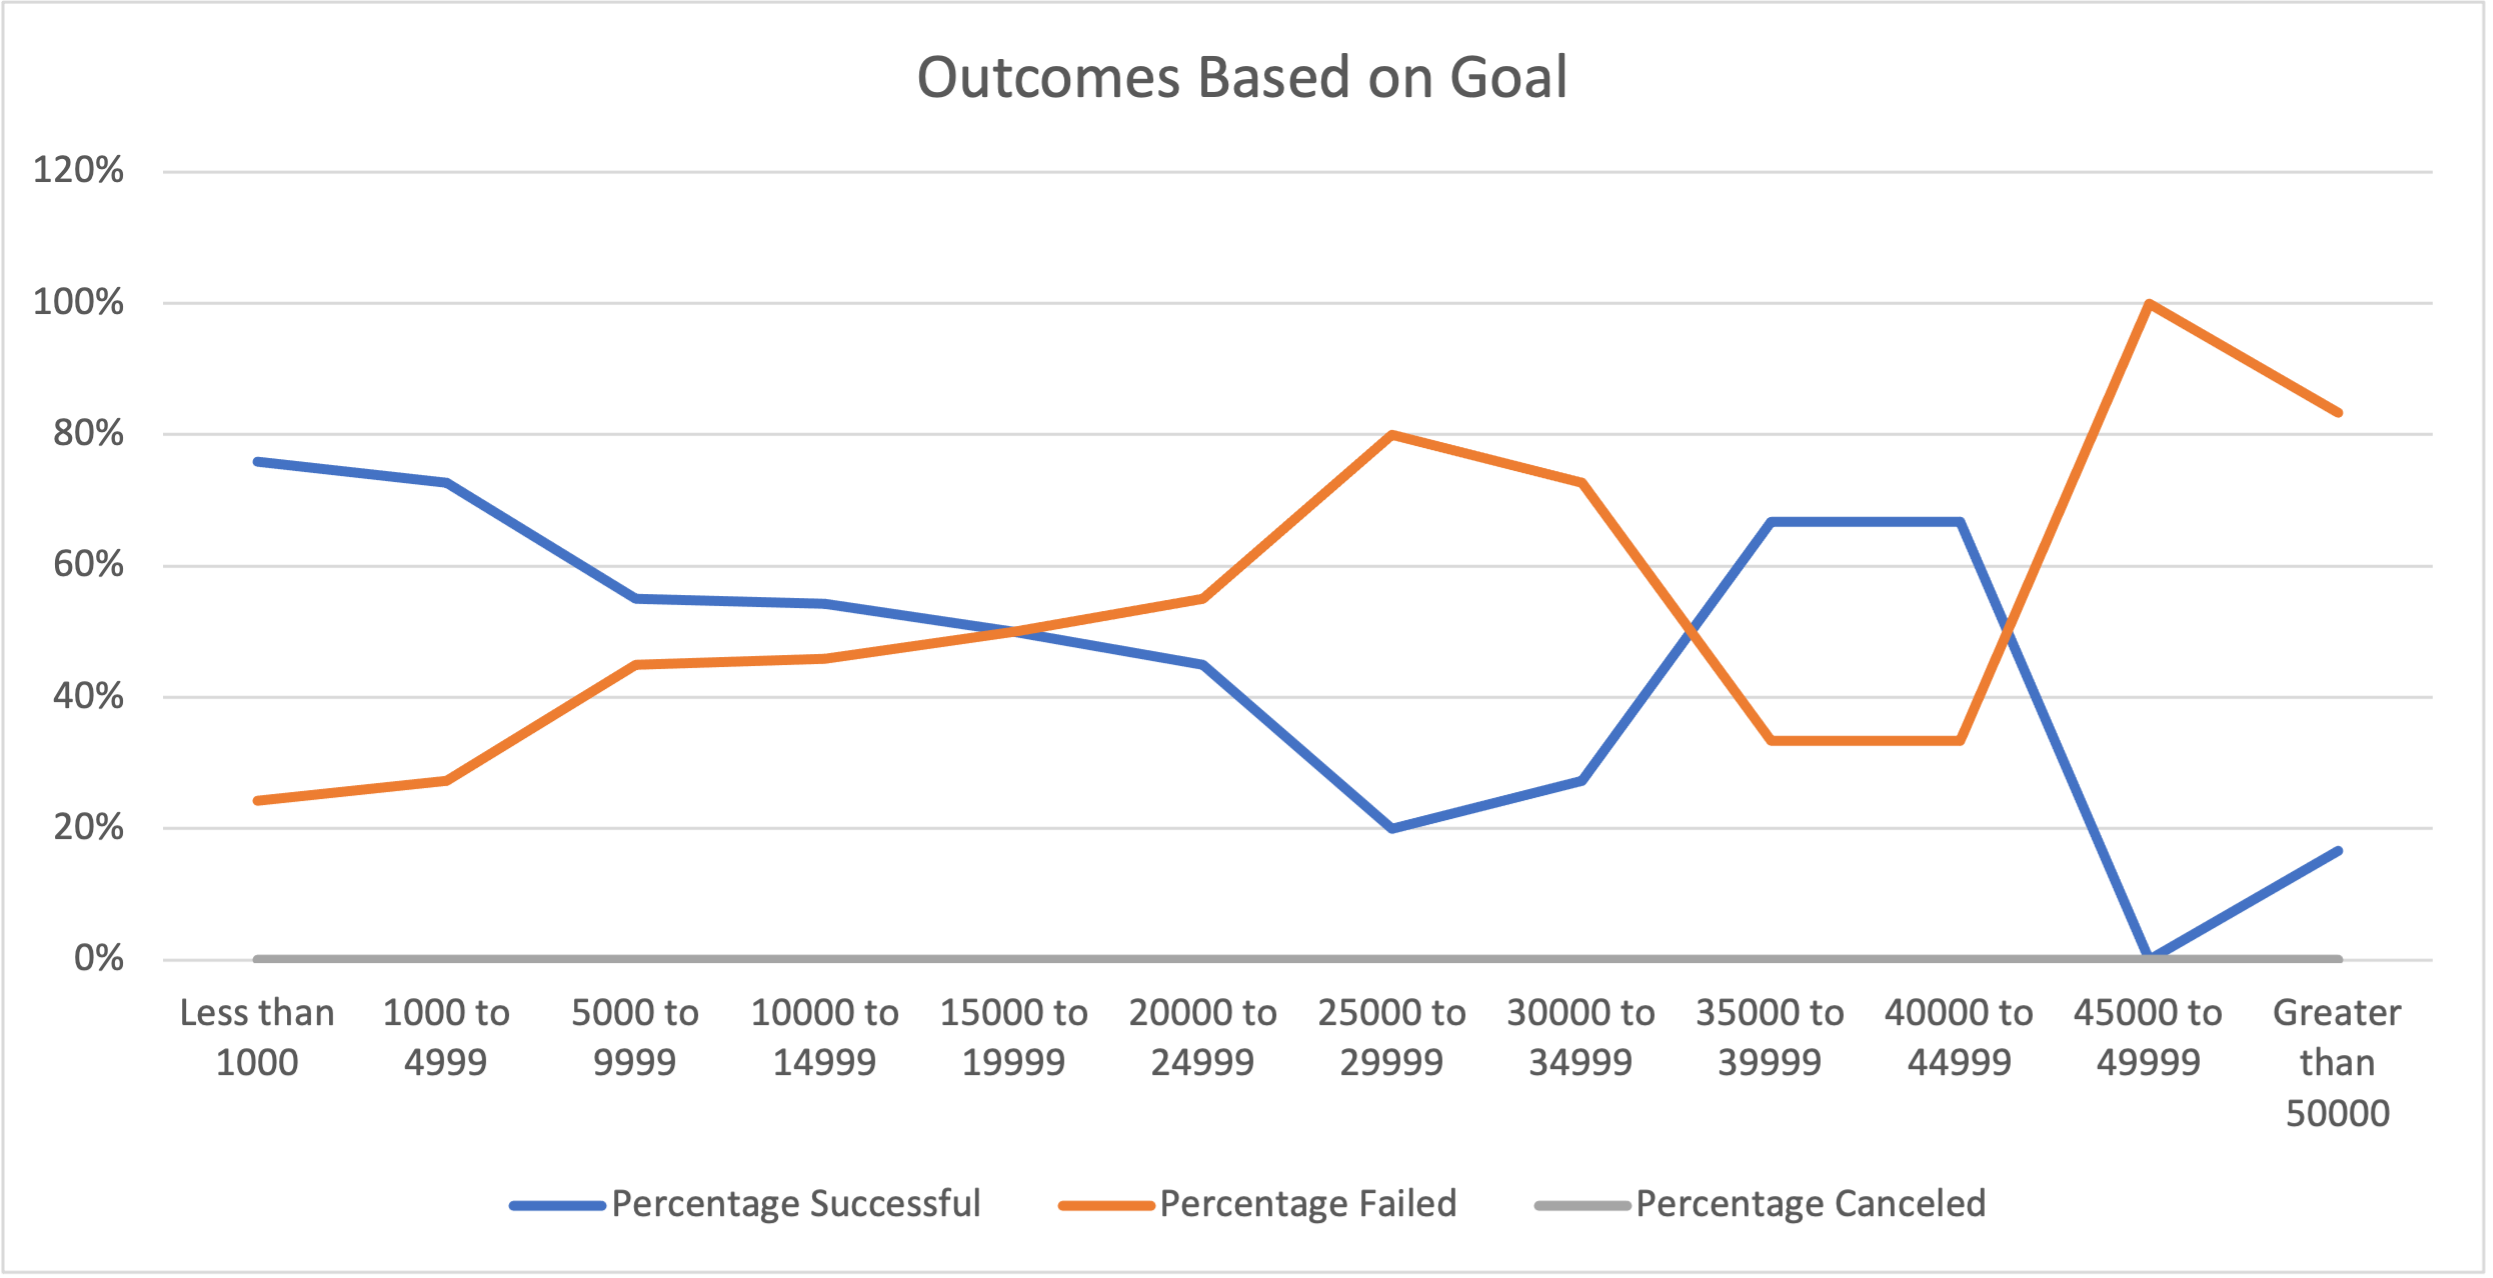 Outcomes Based on Goal
120%
100%
80%
60%
40%
20%
0%
Less than
1000
1000 to
4999
5000 to
9999
10000 to
14999
15000 to
19999
20000 to
24999
25000 to
29999
30000 to
34999
35000 to
39999
40000 to
44999
45000 to
49999
Greater
than
50000
Percentage Successful
Percentage Failed
Percentage Canceled